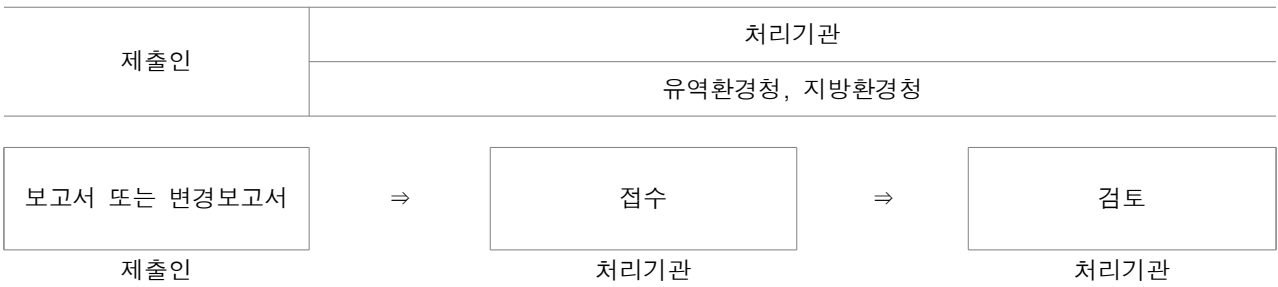 제출인
처리기관
유역환경청, 지방환경청
보고서 또는 변경보고서 ⇒ 접수 ⇒ 검토
제출인 처리기관 처리기관